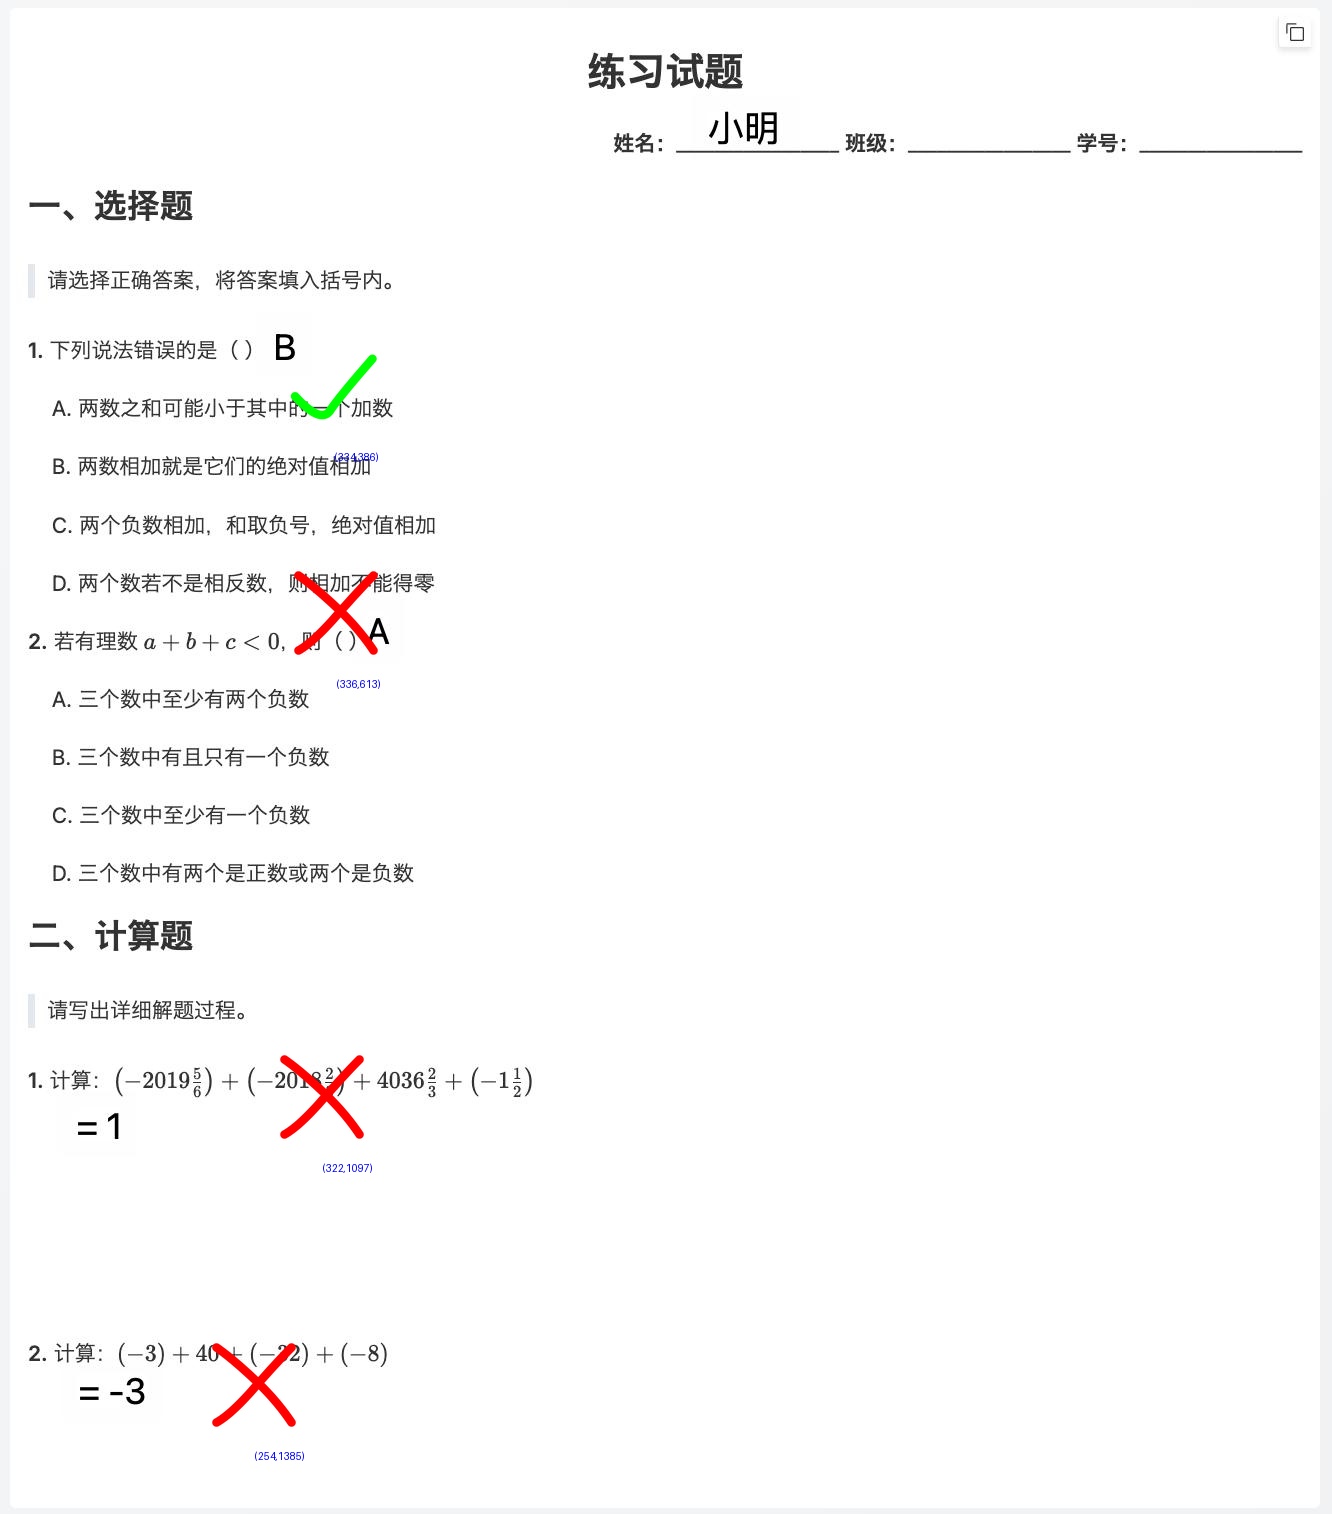 练习试题
姓名：_______________ 小明 班级：_______________ 学号：_______________
一、选择题
请选择正确答案，将答案填入括号内。
1. 下列说法错误的是（ ） B
A. 两数之和可能小于其中的一个加数
(334,386)
B. 两数相加就是它们的绝对值相加
C. 两个负数相加，和取负号，绝对值相加
D. 两个数若不是相反数，则相加不能得零
2. 若有理数 a + b + c < 0，则（ ） A
(336,613)
A. 三个数中至少有两个负数
B. 三个数中有且只有一个负数
C. 三个数中至少有一个负数
D. 三个数中有两个是正数或两个是负数
二、计算题
请写出详细解题过程。
1. 计算：(−2019 5/6) + (−2018 2/) + 4036 2/3 + (−1 1/2)
= 1
(322,1097)
2. 计算：(−3) + 40 + (−32) + (−8)
= -3
(254,1385)